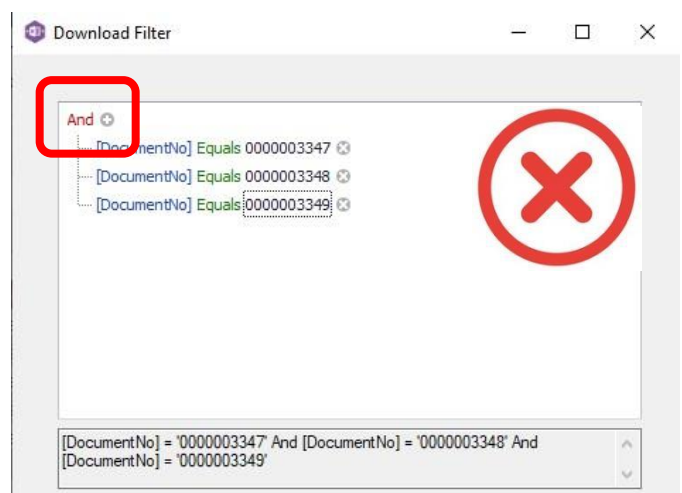 Download Filter
And
[DocumentNo] Equals 0000003347
[DocumentNo] Equals 0000003348
[DocumentNo] Equals 0000003349
[DocumentNo] = '0000003347' And [DocumentNo] = '0000003348' And
[DocumentNo] = '0000003349'